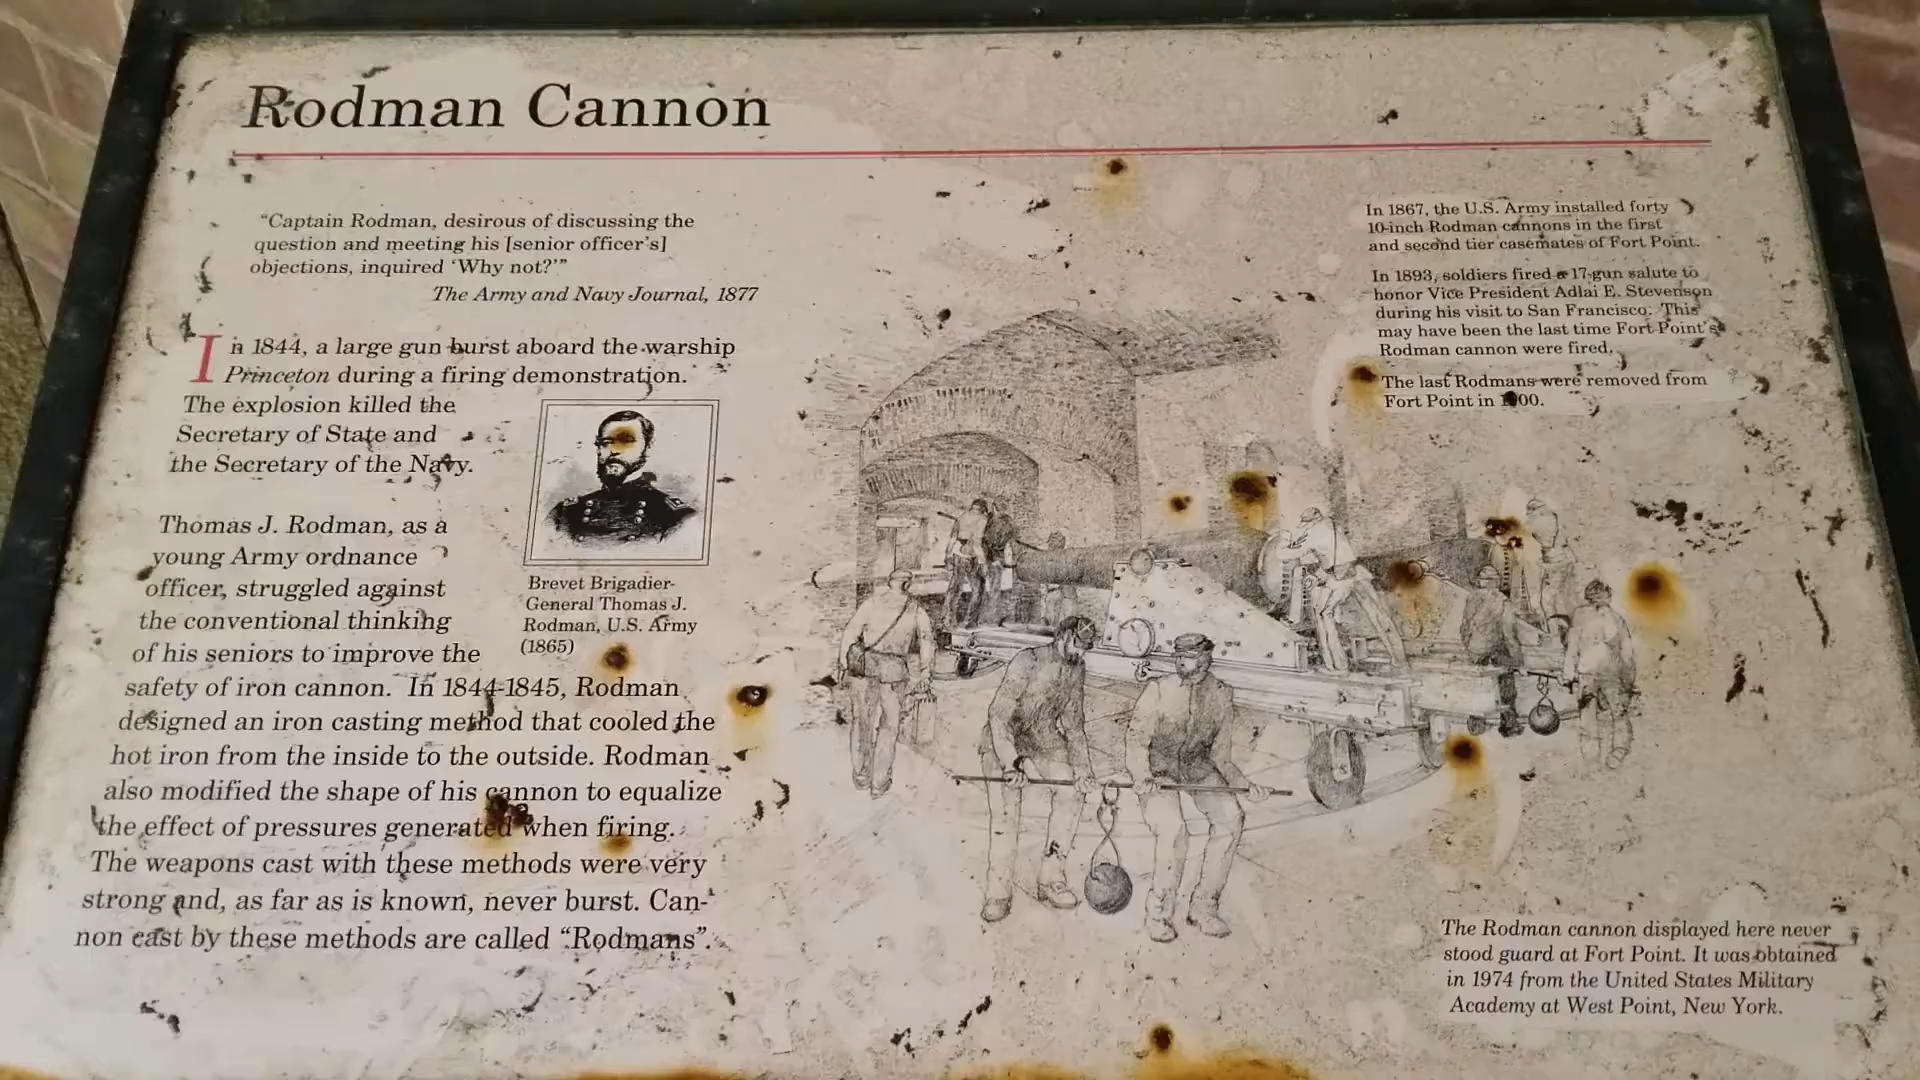 Rodman Cannon
“Captain Rodman, desirous of discussing the
question and meeting his [senior officer’s]
objections, inquired ‘Why not?’”
The Army and Navy Journal, 1877
In 1844, a large gun burst aboard the warship
Princeton during a firing demonstration.
The explosion killed the
Secretary of State and
the Secretary of the Navy.
Thomas J. Rodman, as a
young Army ordnance
officer, struggled against
the conventional thinking
of his seniors to improve the
safety of iron cannon. In 1844-1845, Rodman
designed an iron casting method that cooled the
hot iron from the inside to the outside. Rodman
also modified the shape of his cannon to equalize
the effect of pressures generated when firing.
The weapons cast with these methods were very
strong and, as far as is known, never burst. Can-
non cast by these methods are called “Rodmans”.
Brevet Brigadier-
General Thomas J.
Rodman, U.S. Army
(1865)
In 1867, the U.S. Army installed forty
10-inch Rodman cannons in the first
and second tier casemates of Fort Point.
In 1893, soldiers fired a 17-gun salute to
honor Vice President Adlai E. Stevenson
during his visit to San Francisco. This
may have been the last time Fort Point’s
Rodman cannon were fired.
The last Rodmans were removed from
Fort Point in
The Rodman cannon displayed here never
stood guard at Fort Point. It was obtained
in 1974 from the United States Military
Academy at West Point, New York.